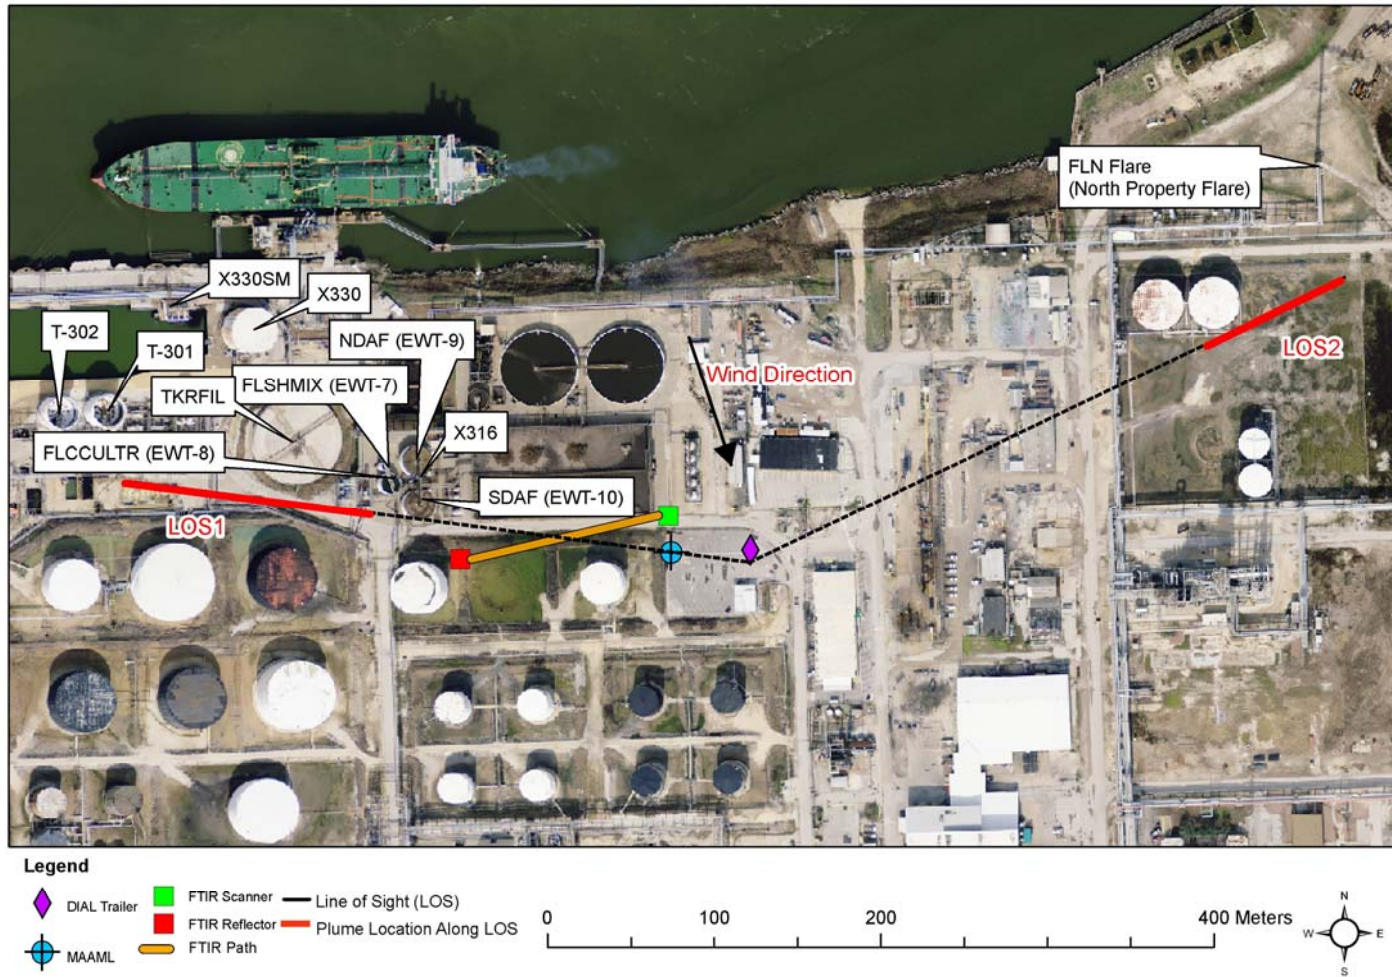 FLN Flare
(North Property Flare)
X330SM
X330
T-302
NDAF (EWT-9)
T-301
FLSHMIX (EWT-7)
LOS2
Wind Direction
TKRFIL
X316
FLCCULTR (EWT-8)
SDAF (EWT-10)
LOS1
Legend
DIAL Trailer
FTIR Scanner
Line of Sight (LOS)
MAAML
FTIR Reflector
Plume Location Along LOS
FTIR Path
0 100 200 400 Meters
N
W E
S